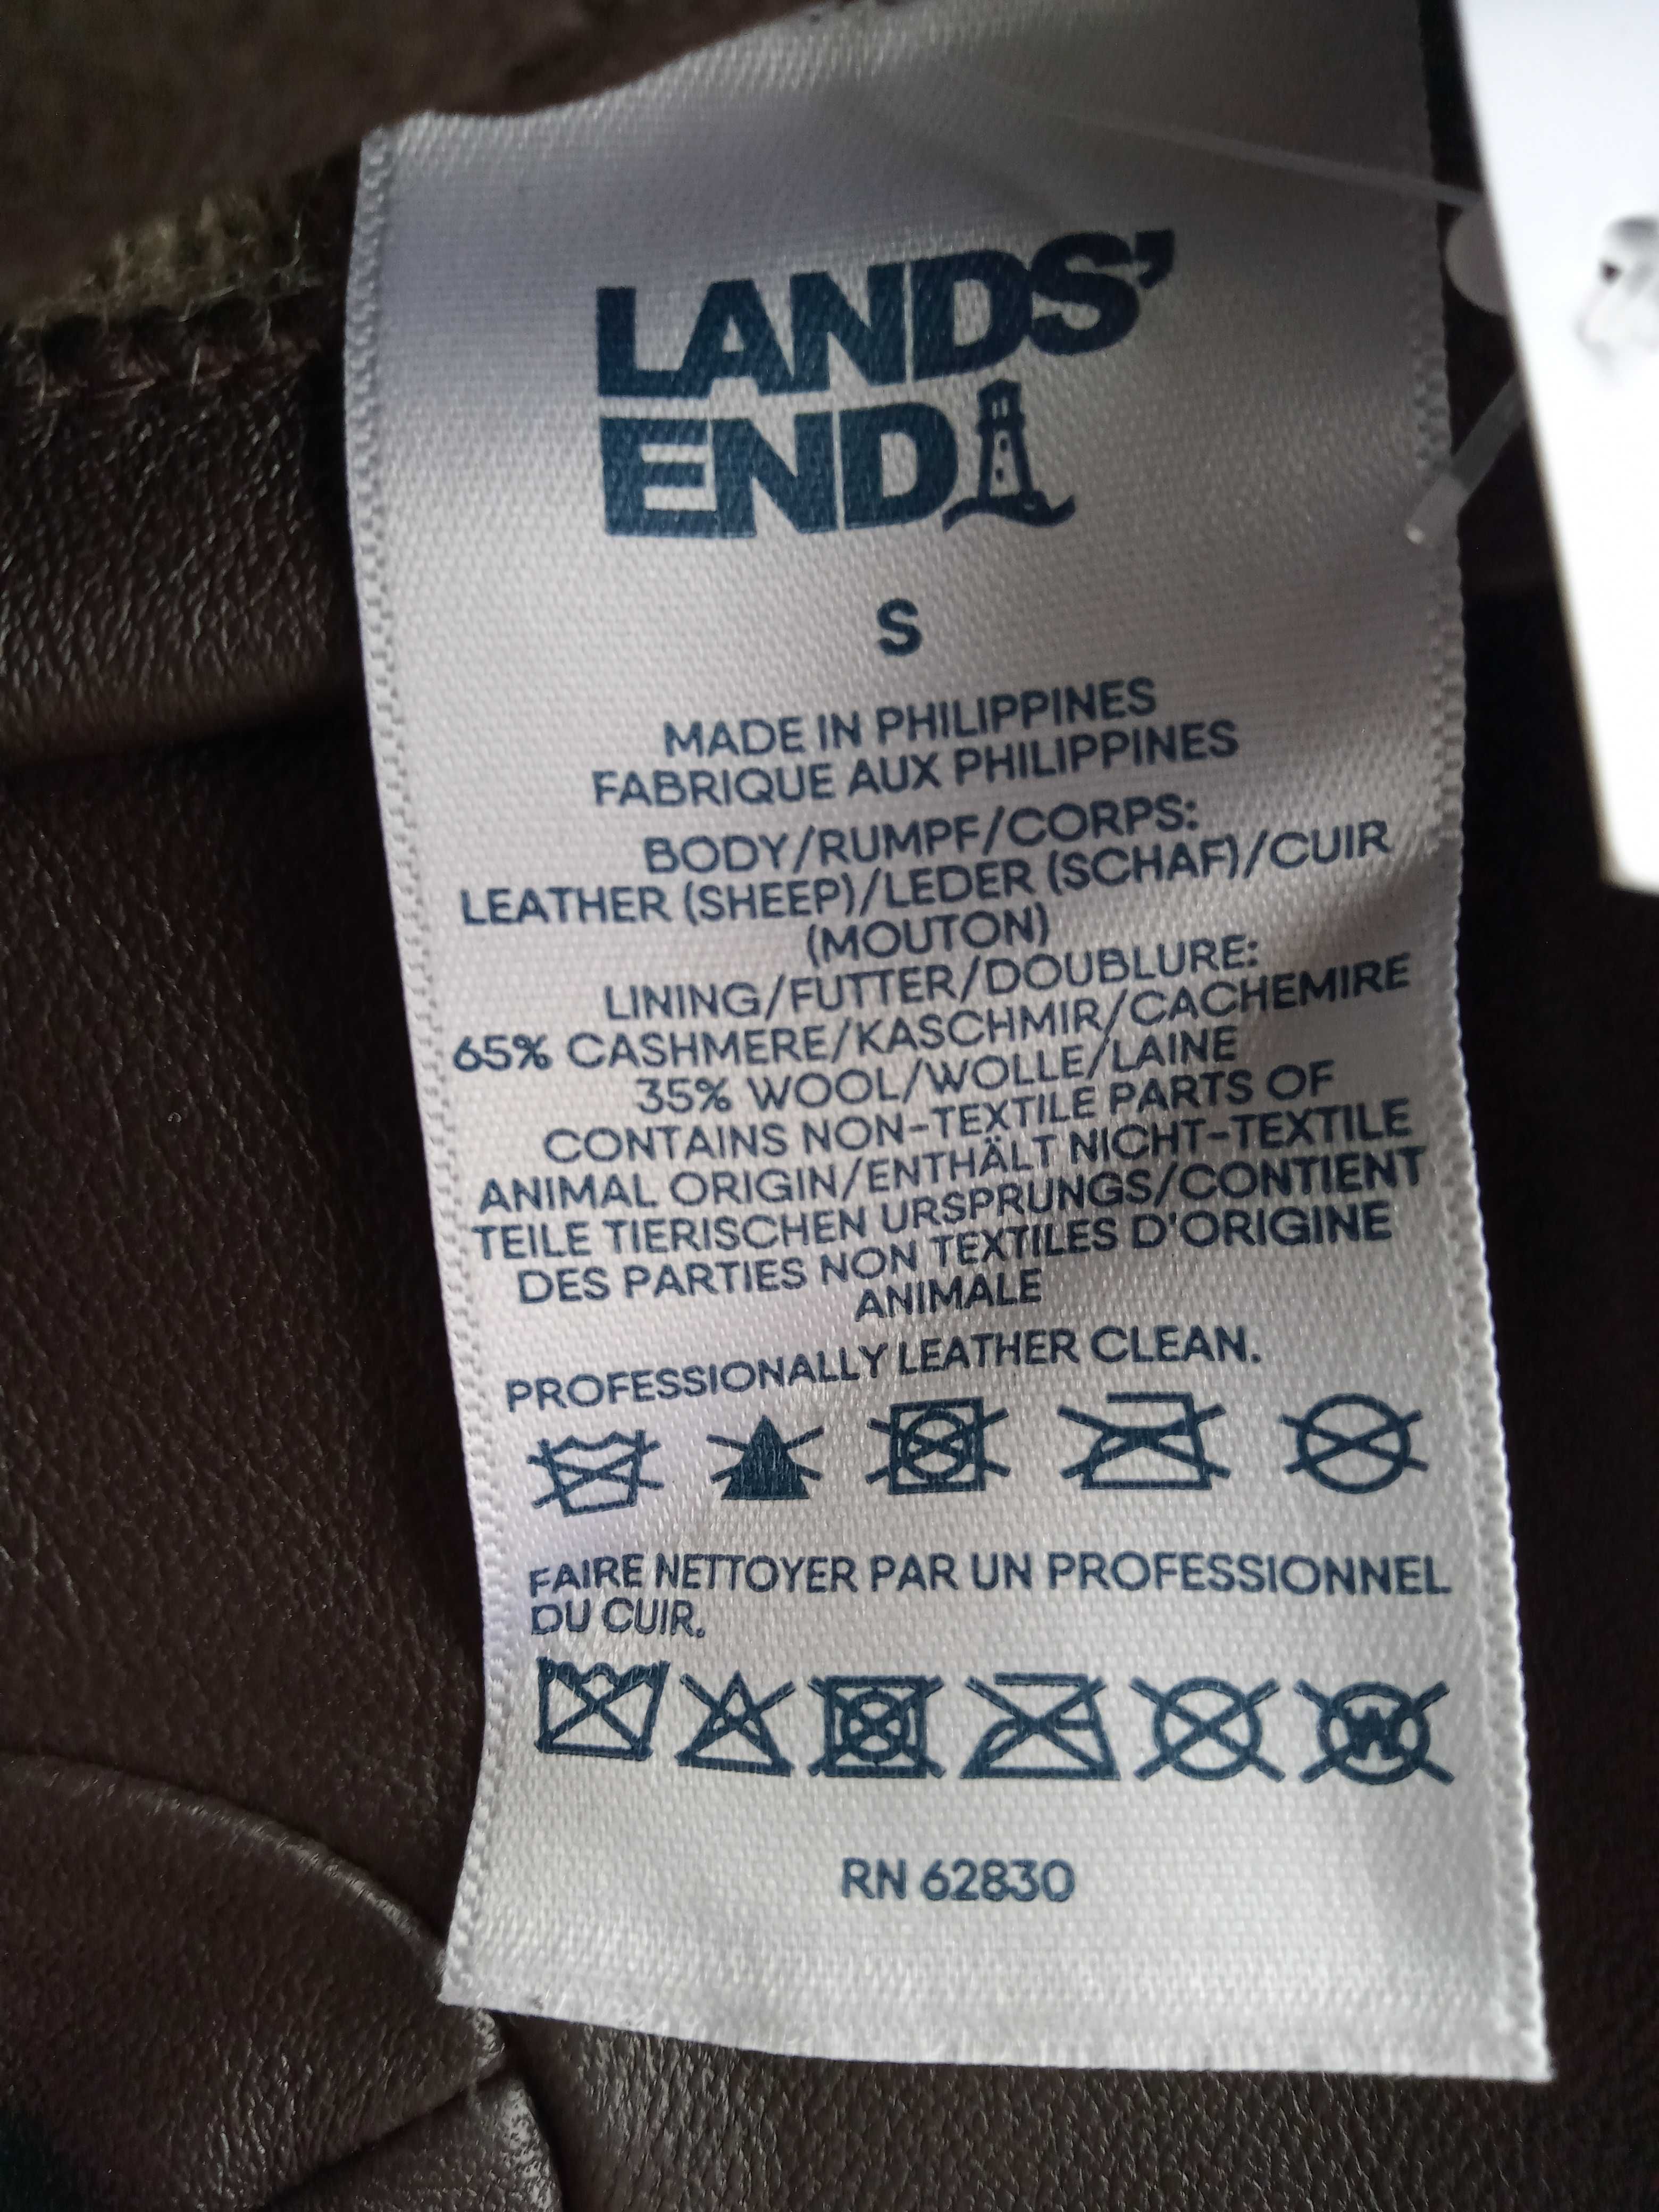 LANDS'
END
S
MADE IN PHILIPPINES
FABRIQUE AUX PHILIPPINES
BODY/RUMPF/CORPS:
LEATHER (SHEEP)/LEDER (SCHAF)/CUIR
(MOUTON)
LINING/FUTTER/DOUBLURE:
65% CASHMERE/KASCHMIR/CACHEMIRE
35% WOOL/WOLLE/LAINE
CONTAINS NON-TEXTILE PARTS OF
ANIMAL ORIGIN/ENTHÄLT NICHT-TEXTILE
TEILE TIERISCHEN URSPRUNGS/CONTIENT
DES PARTIES NON TEXTILES D'ORIGINE
ANIMALE
PROFESSIONALLY LEATHER CLEAN.
FAIRE NETTOYER PAR UN PROFESSIONNEL
DU CUIR.
W
RN 62830